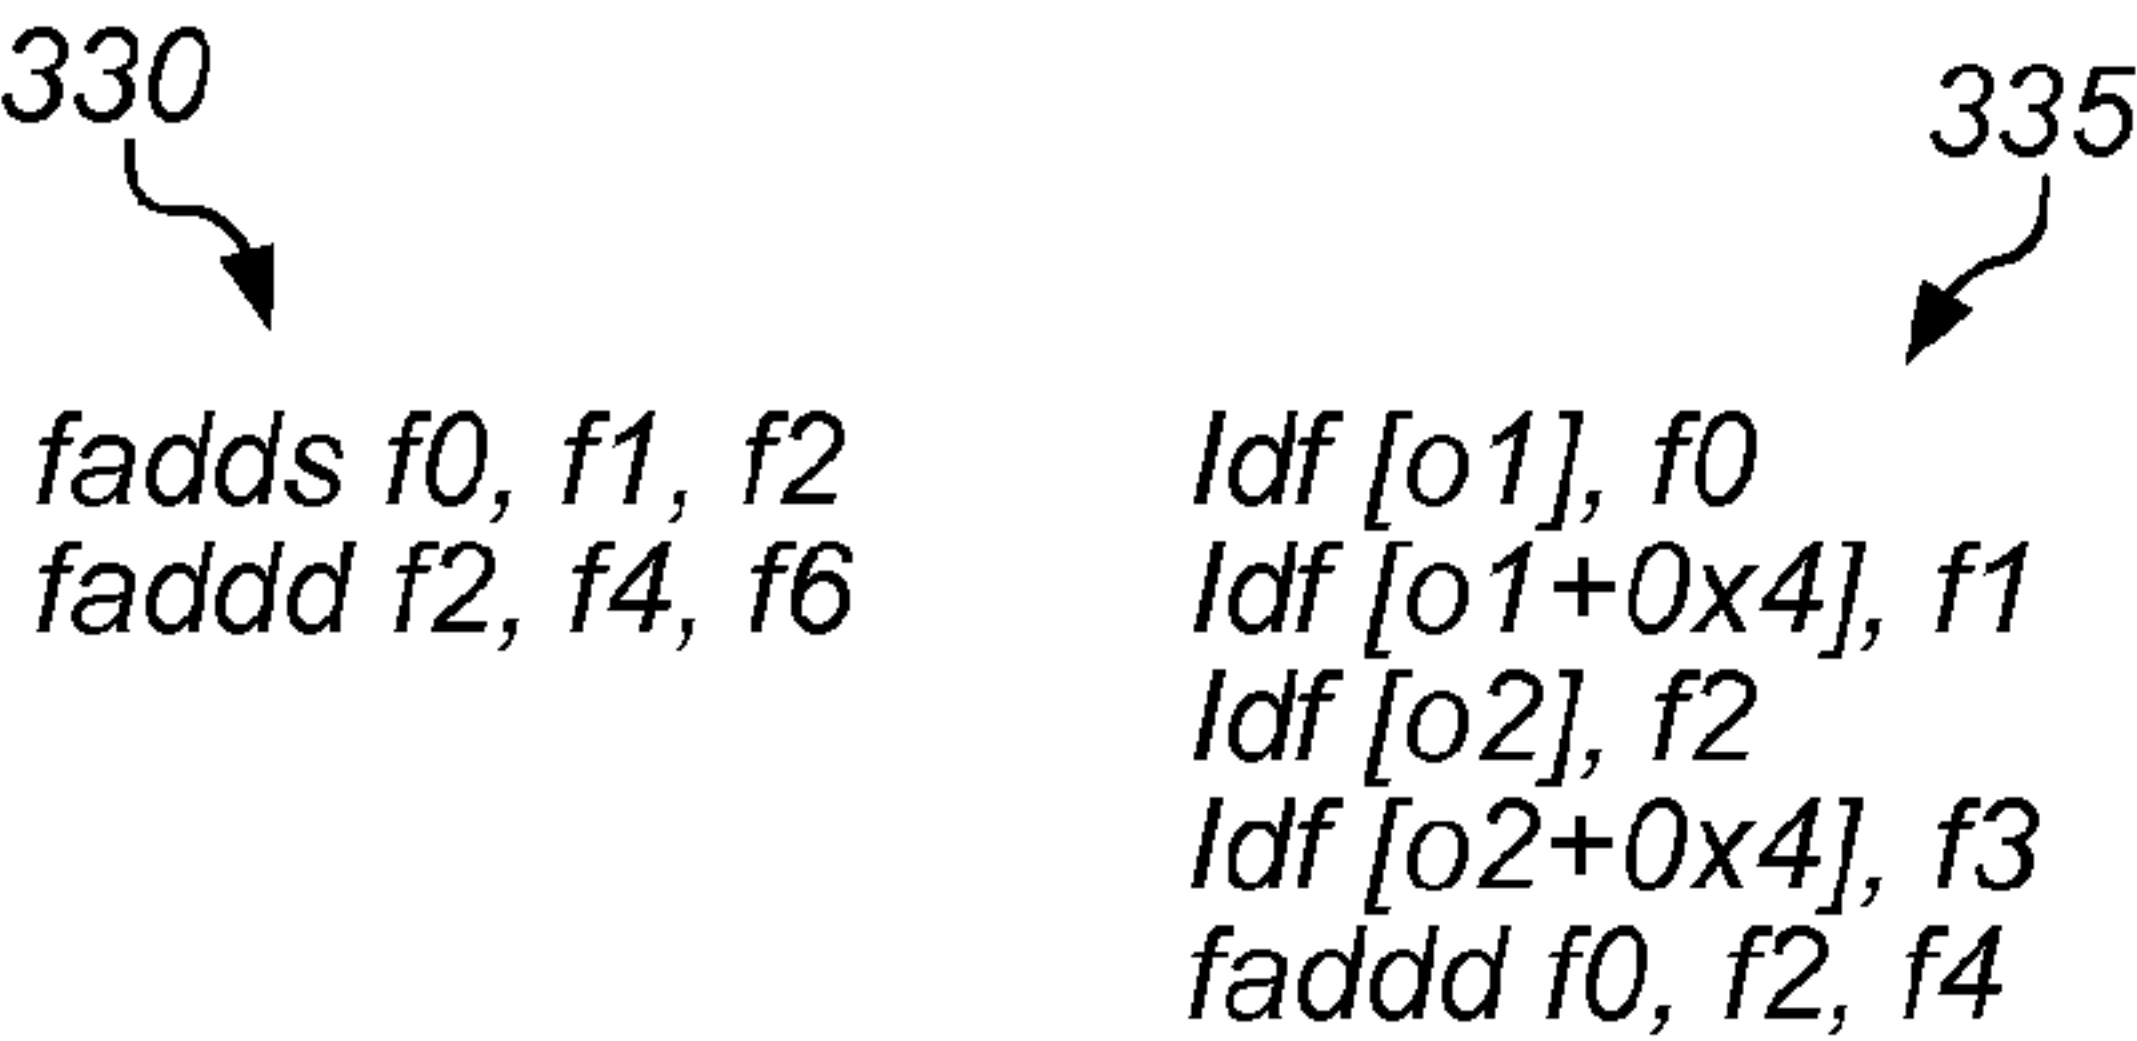 330
fadds f0, f1, f2
faddd f2, f4, f6
335
ldf [o1], f0
ldf [o1+0x4], f1
ldf [o2], f2
ldf [o2+0x4], f3
faddd f0, f2, f4